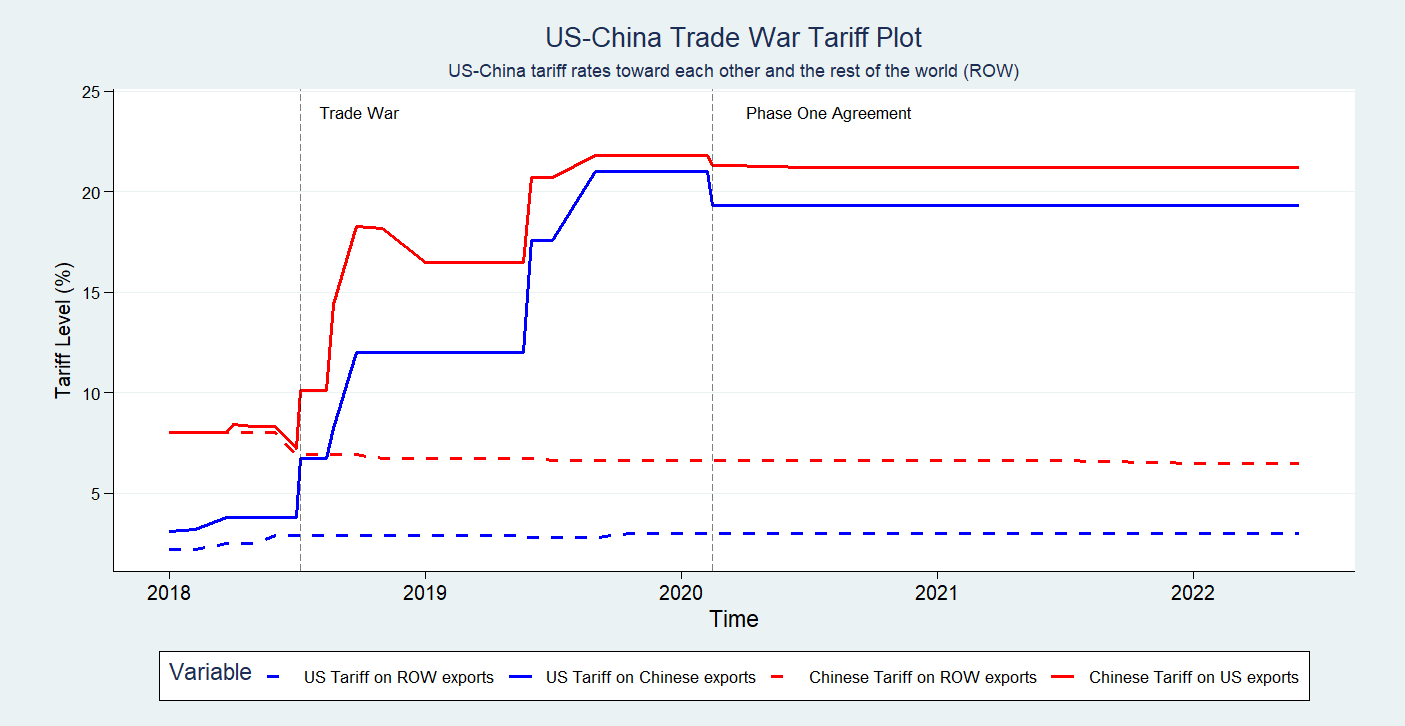 US-China Trade War Tariff Plot
US-China tariff rates toward each other and the rest of the world (ROW)
Trade War
Phase One Agreement
25
20
15
10
5
Tariff Level (%)
2018 2019 2020 2021 2022
Time
Variable US Tariff on ROW exports US Tariff on Chinese exports Chinese Tariff on ROW exports Chinese Tariff on US exports